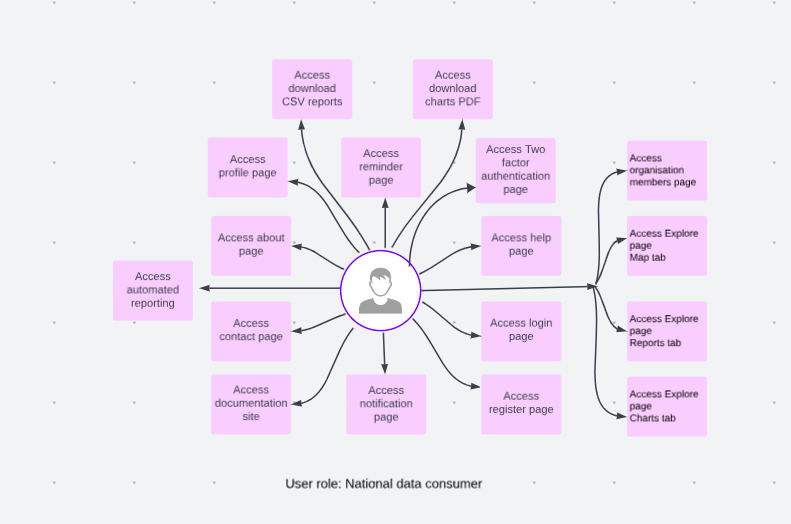 Access
download
CSV reports
Access
download
charts PDF
Access
profile page
Access
reminder
page
Access Two
factor
authentication
page
Access
organisation
members page
Access about
page
Access help
page
Access Explore
page
Map tab
Access
automated
reporting
Access
contact page
Access login
page
Access Explore
page
Reports tab
Access
documentation
site
Access
notification
page
Access
register page
Access Explore
page
Charts tab
User role: National data consumer